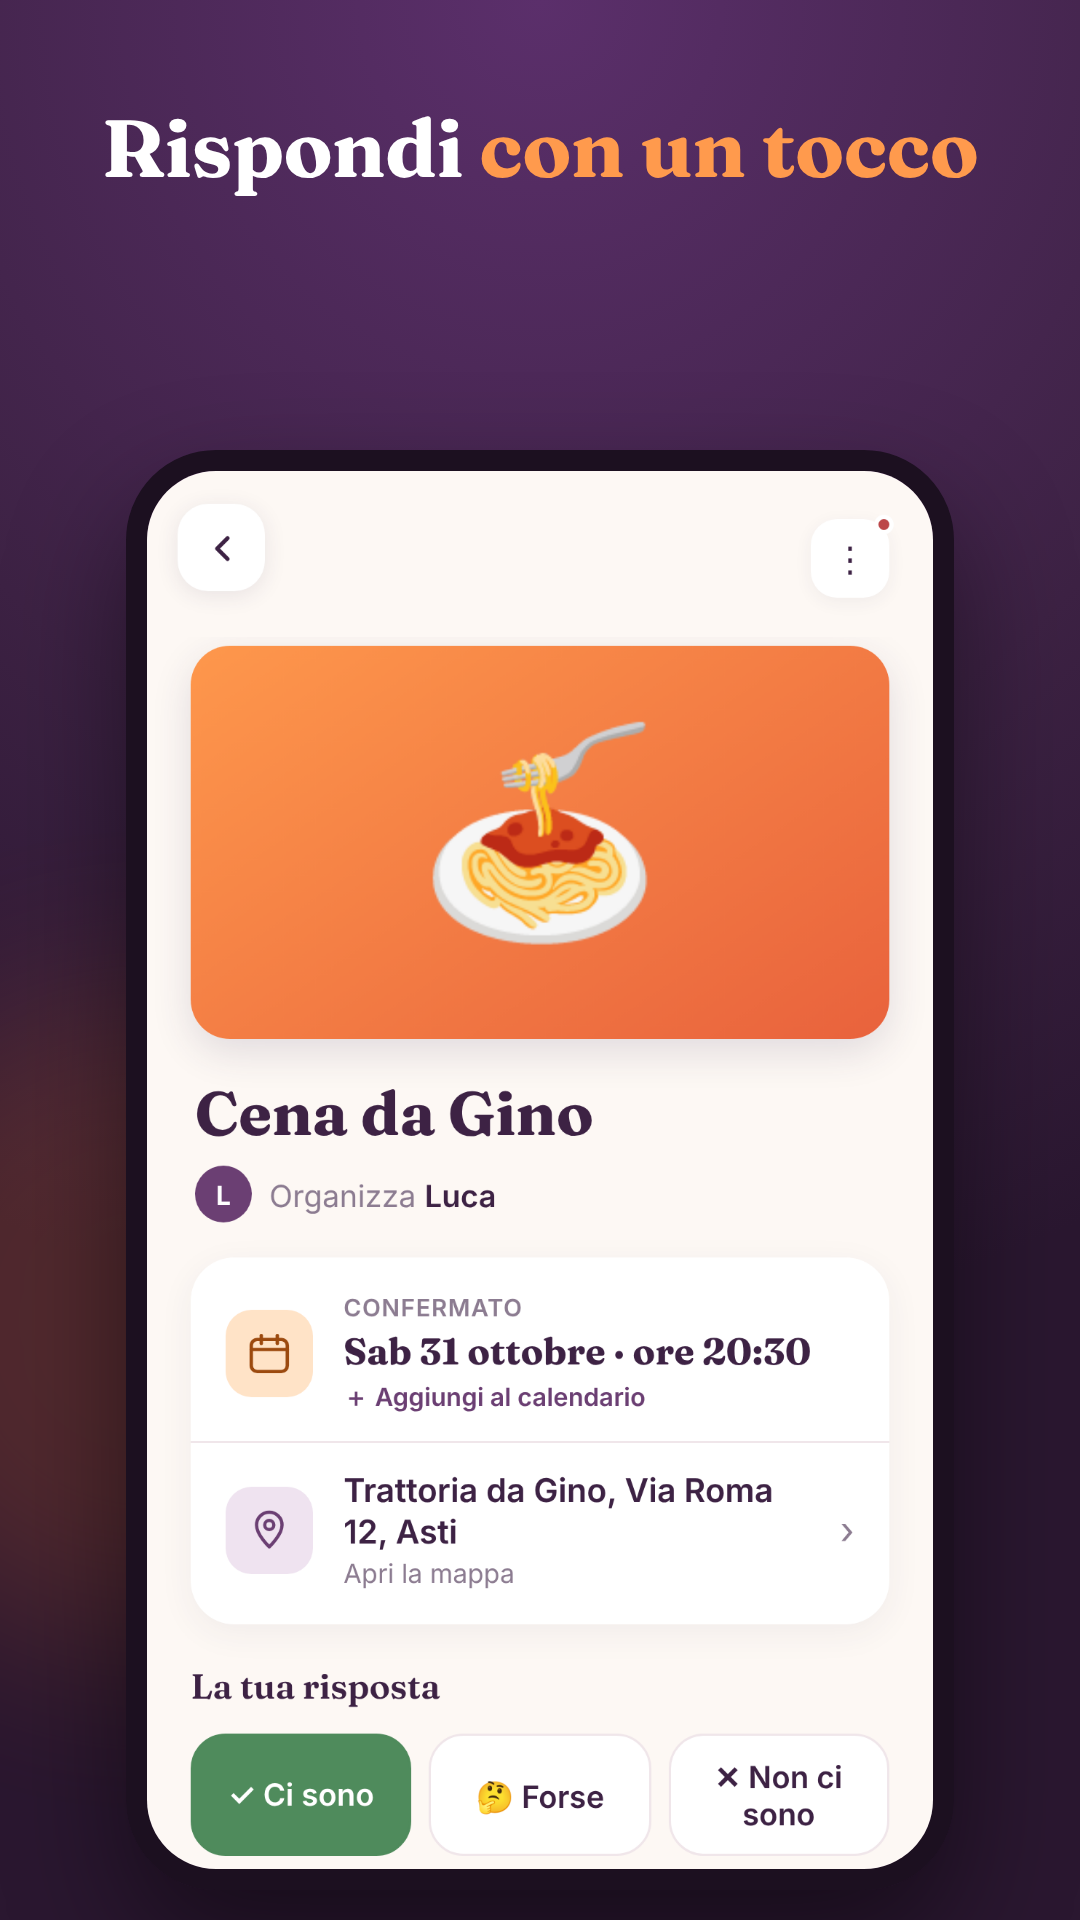 Rispondi con un tocco
Cena da Gino
L Organizza Luca
CONFERMATO
Sab 31 ottobre · ore 20:30
+ Aggiungi al calendario
Trattoria da Gino, Via Roma
12, Asti
Apri la mappa
La tua risposta
✓ Ci sono
🤔 Forse
✕ Non ci
sono